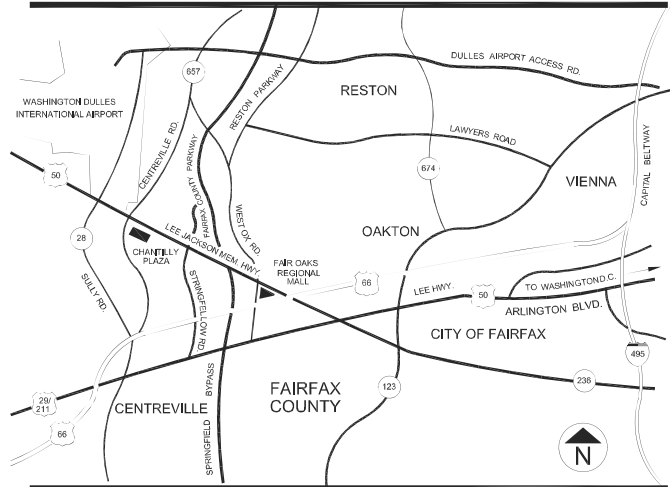 DULLES AIRPORT ACCESS RD.
657
RESTON
WASHINGTON DULLES
INTERNATIONAL AIRPORT
RESTON PARKWAY
CENTREVILLE RD.
FAIRFAX COUNTY PARKWAY
LAWYERS ROAD
CAPITAL BELTWAY
50
674
VIENNA
WEST OX RD.
28
LEE JACKSON MEM. HWY.
OAKTON
CHANTILLY
PLAZA
FAIR OAKS
REGIONAL
MALL
66
SULLY RD.
STRINGFELLOW RD.
LEE HWY.
50
TO WASHINGTON D.C.
ARLINGTON BLVD.
CITY OF FAIRFAX
495
29/
211
CENTREVILLE
SPRINGFIELD BYPASS
FAIRFAX
COUNTY
123
236
66
N